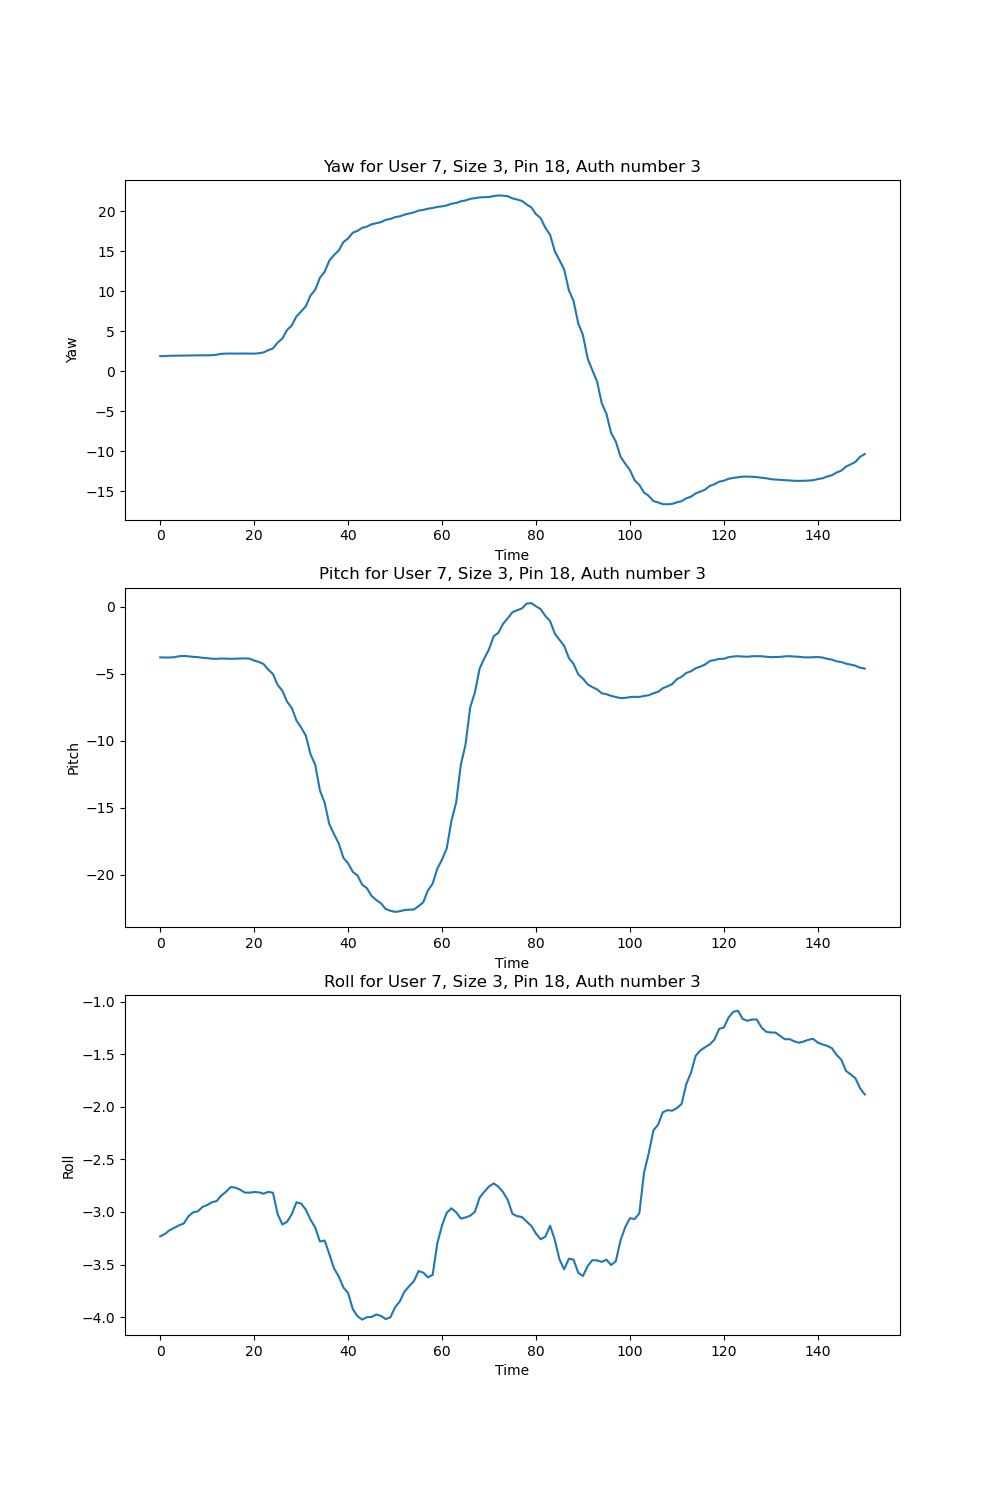 Yaw for User 7, Size 3, Pin 18, Auth number 3
20
15
10
5
0
−5
−10
−15
Yaw
0 20 40 60 80 100 120 140
Time
Pitch for User 7, Size 3, Pin 18, Auth number 3
0
−5
−10
−15
−20
Pitch
0 20 40 60 80 100 120 140
Time
Roll for User 7, Size 3, Pin 18, Auth number 3
−1.0
−1.5
−2.0
−2.5
−3.0
−3.5
−4.0
Roll
0 20 40 60 80 100 120 140
Time